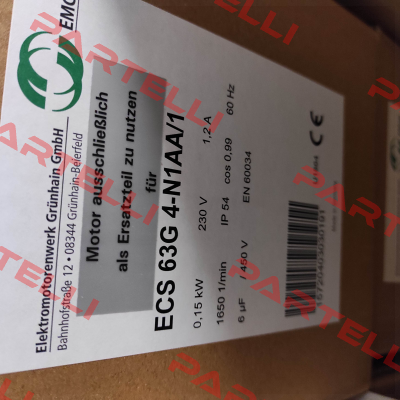 EMG
Elektromotorenwerk Grünhain GmbH
Bahnhofstraße 12 • 08344 Grünhain-Beierfeld
Motor ausschließlich
als Ersatzteil zu nutzen
für
ECS 63G 4-N1AA/1
0,15 kW 230 V 1,2 A
1650 1/min IP 54 cos 0,99 60 Hz
6 µF / 450 V EN 60034
CE
PARTELLI
PARTELLI
PARTELLI
PARTELLI
PARTELLI
PARTELLI